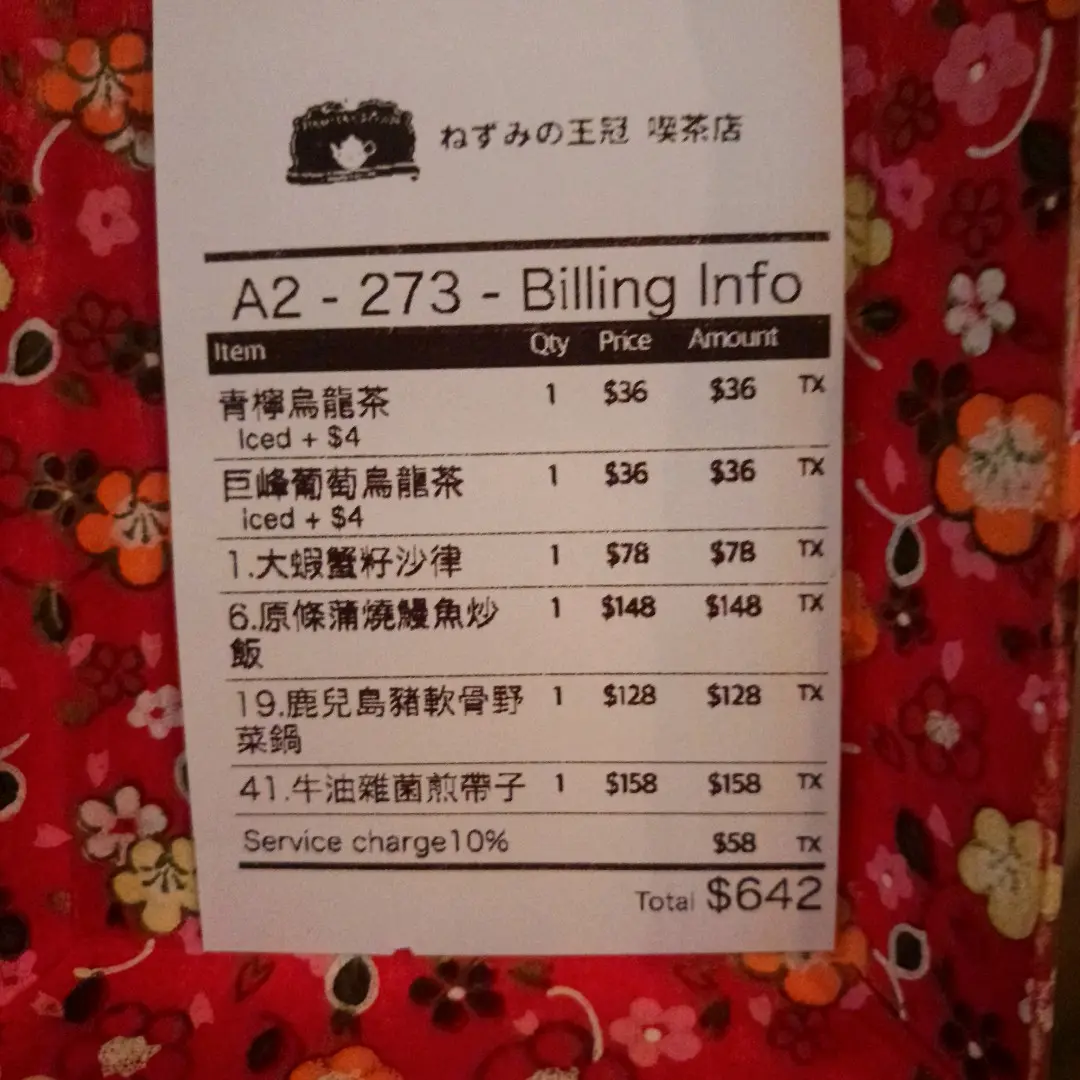 ねずみの王冠 喫茶店
A2 - 273 - Billing Info
Item Qty Price Amount
青檸烏龍茶 1 $36 $36 TX
Iced + $4
巨峰葡萄烏龍茶 1 $36 $36 TX
iced + $4
1.大蝦蟹籽沙律 1 $78 $78 TX
6.原條蒲燒鰻魚炒 1 $148 $148 TX
飯
19.鹿兒島豬軟骨野 1 $128 $128 TX
菜鍋
41.牛油雜菌煎帶子 1 $158 $158 TX
Service charge10% $58 TX
Total $642